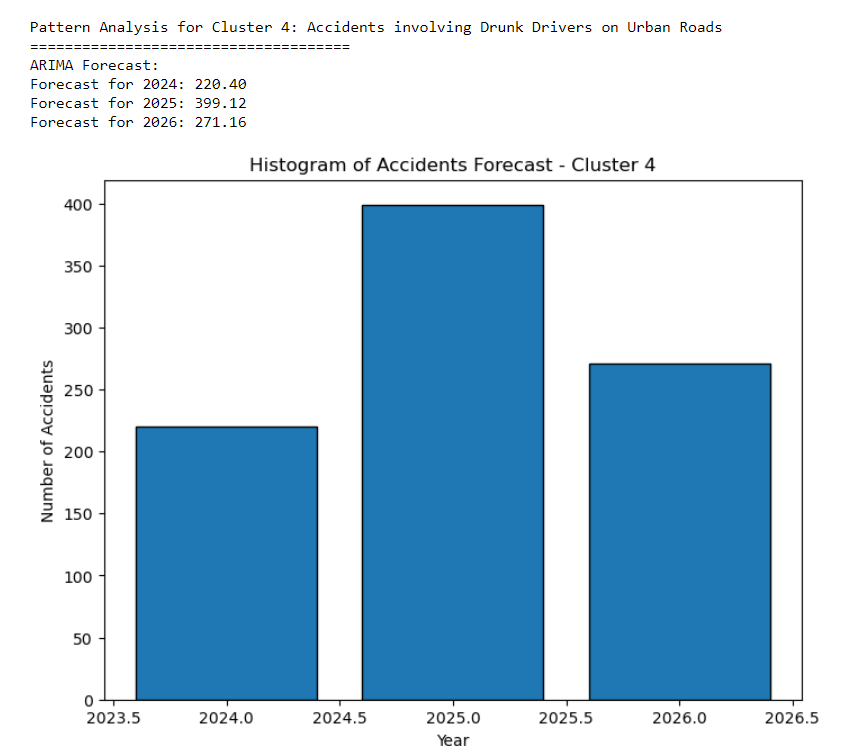 Pattern Analysis for Cluster 4: Accidents involving Drunk Drivers on Urban Roads
=====================================
ARIMA Forecast:
Forecast for 2024: 220.40
Forecast for 2025: 399.12
Forecast for 2026: 271.16
Histogram of Accidents Forecast - Cluster 4
Number of Accidents
400
350
300
250
200
150
100
50
0
2023.5 2024.0 2024.5 2025.0 2025.5 2026.0 2026.5
Year